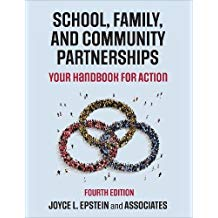 SCHOOL, FAMILY,
AND COMMUNITY
PARTNERSHIPS
YOUR HANDBOOK FOR ACTION
FOURTH EDITION
JOYCE L. EPSTEIN and ASSOCIATES